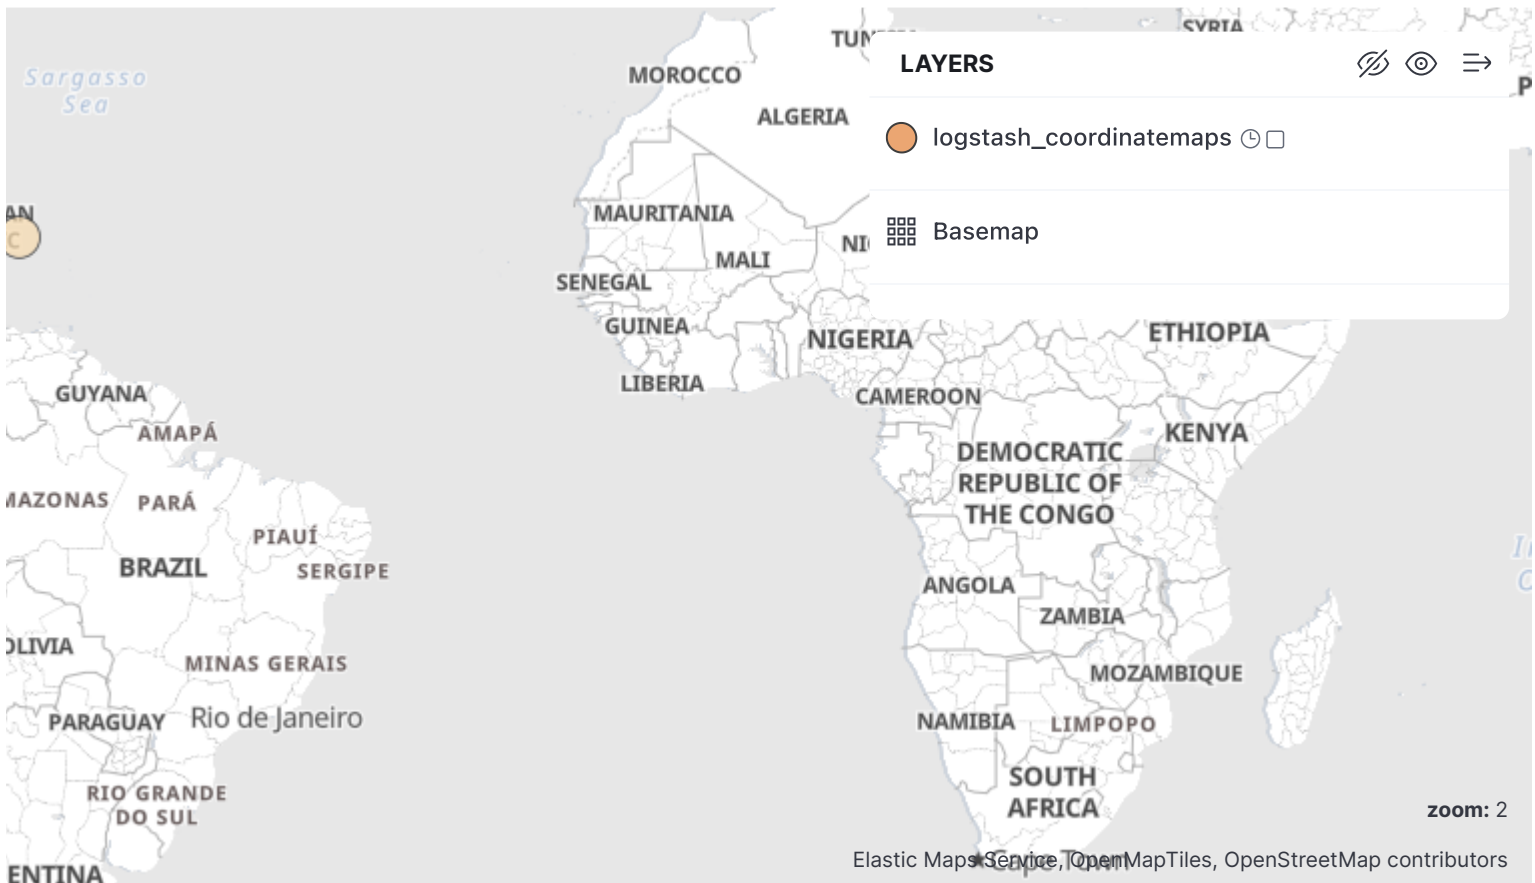 Sargasso
Sea
MOROCCO
ALGERIA
SYRIA
LAYERS
logstash_coordinatemaps
Basemap
MAURITANIA
MALI
SENEGAL
GUINEA
LIBERIA
NIGERIA
CAMEROON
ETHIOPIA
KENYA
DEMOCRATIC
REPUBLIC OF
THE CONGO
GUYANA
AMAPÁ
PARÁ
PIAUÍ
BRAZIL
SERGIPE
MINAS GERAIS
PARAGUAY
Rio de Janeiro
RIO GRANDE
DO SUL
ANGOLA
ZAMBIA
MOZAMBIQUE
NAMIBIA
LIMPOPO
SOUTH
AFRICA
Cape Town
zoom: 2
Elastic Maps Service, OpenMapTiles, OpenStreetMap contributors